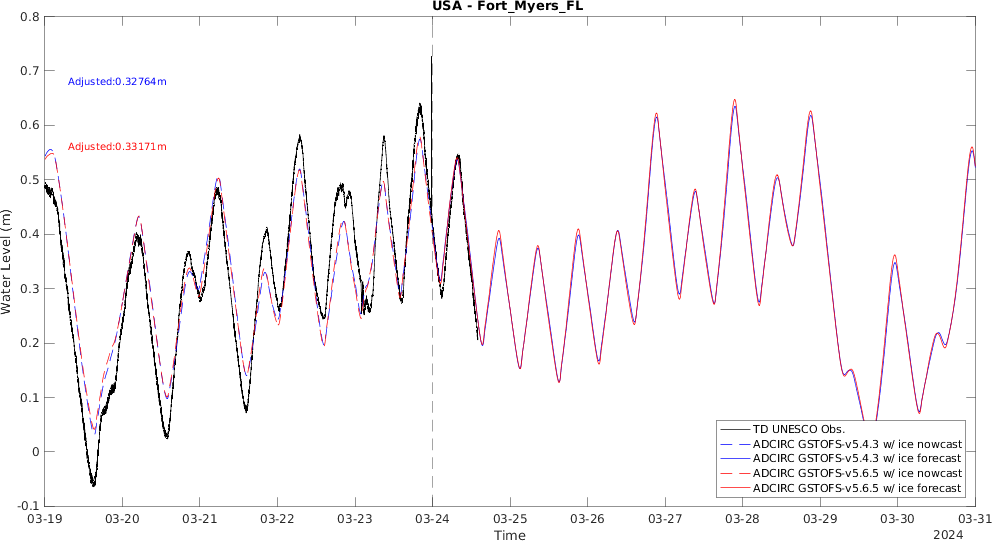 USA - Fort_Myers_FL
0.8
0.7
0.6
0.5
0.4
0.3
0.2
0.1
0
-0.1
Water Level (m)
Adjusted:0.32764m
Adjusted:0.33171m
TD UNESCO Obs.
ADCIRC GSTOFS-v5.4.3 w/ ice nowcast
ADCIRC GSTOFS-v5.4.3 w/ ice forecast
ADCIRC GSTOFS-v5.6.5 w/ ice nowcast
ADCIRC GSTOFS-v5.6.5 w/ ice forecast
03-19 03-20 03-21 03-22 03-23 03-24 03-25 03-26 03-27 03-28 03-29 03-30 03-31
Time
2024